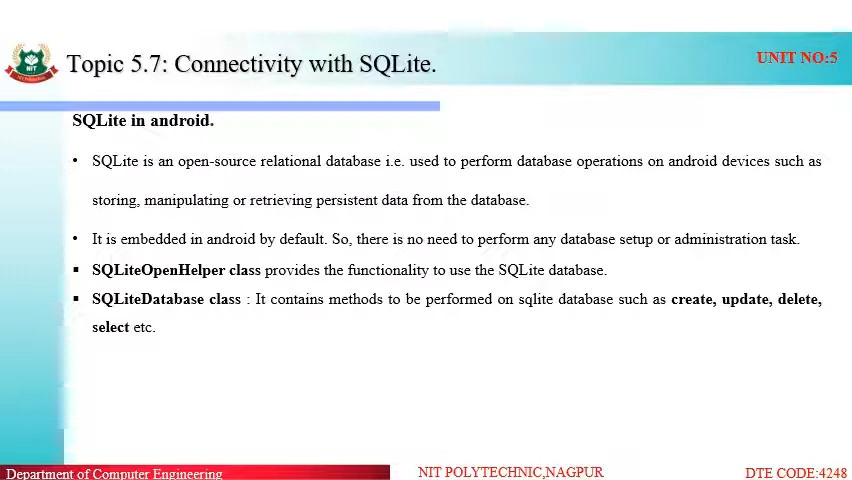 NIT
Topic 5.7: Connectivity with SQLite.
UNIT NO:5
SQLite in android.
• SQLite is an open-source relational database i.e. used to perform database operations on android devices such as
storing, manipulating or retrieving persistent data from the database.
• It is embedded in android by default. So, there is no need to perform any database setup or administration task.
▪ SQLiteOpenHelper class provides the functionality to use the SQLite database.
▪ SQLiteDatabase class : It contains methods to be performed on sqlite database such as create, update, delete,
select etc.
Department of Computer Engineering
NIT POLYTECHNIC,NAGPUR
DTE CODE:4248